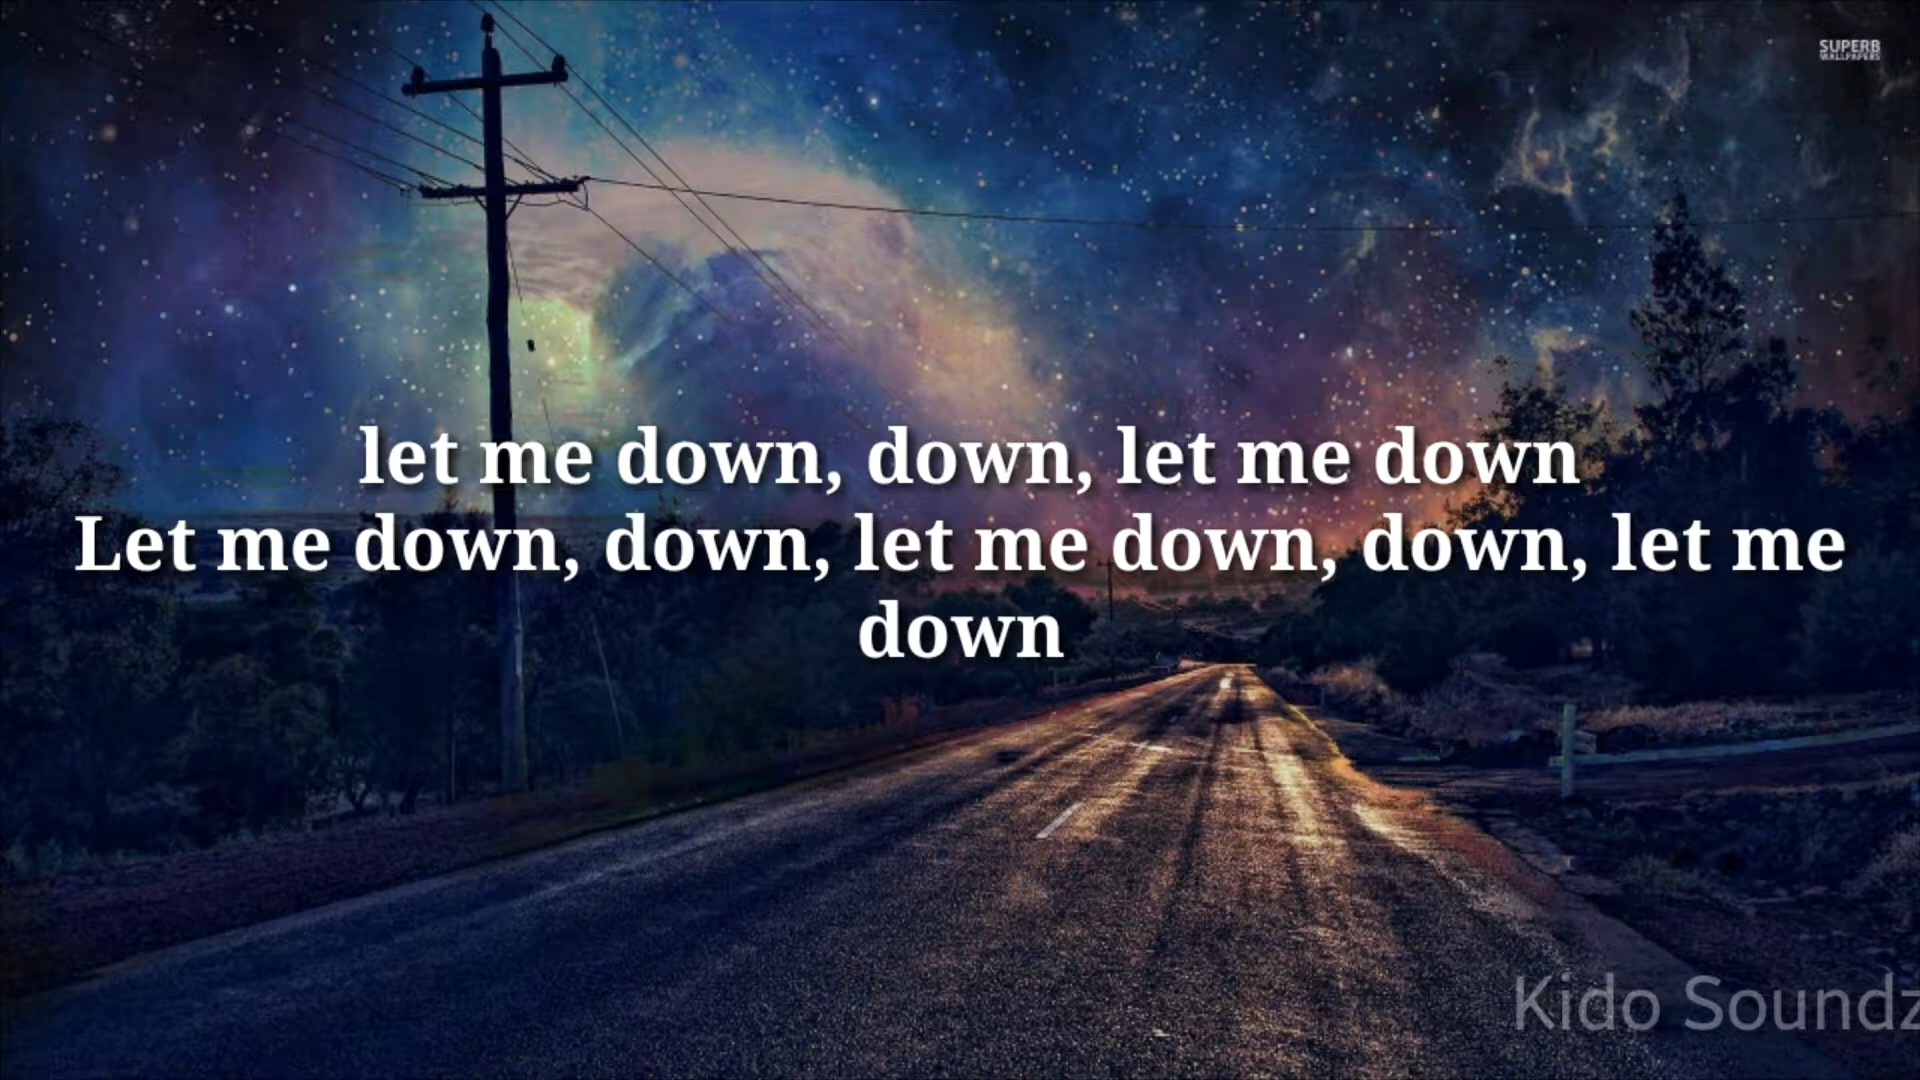 SUPERB
WALLPAPERS
let me down, down, let me down
Let me down, down, let me down, down, let me
down
Kido Soundz